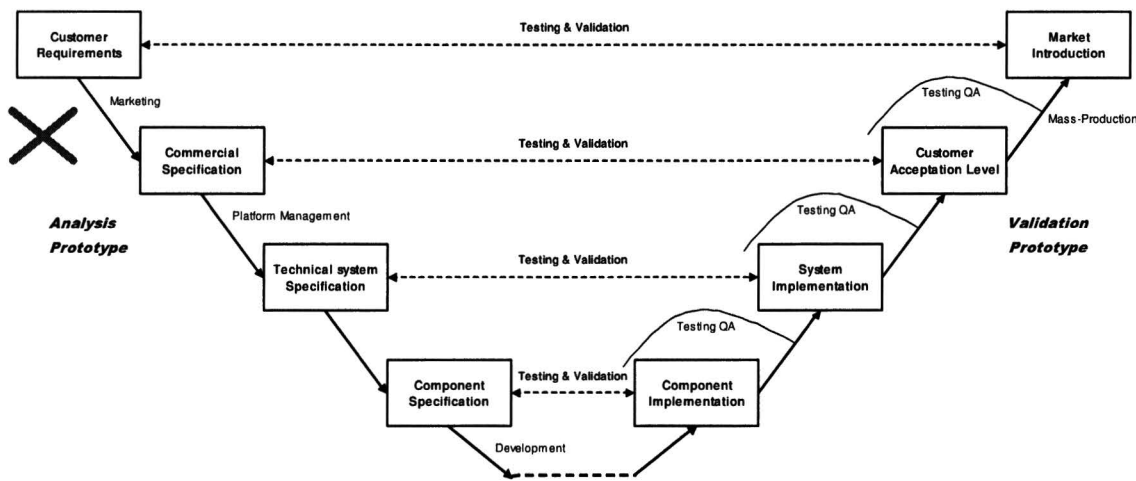 Testing & Validation
Customer
Requirements
Market
Introduction
Marketing
Testing QA
Mass-Production
Testing & Validation
Commercial
Specification
Customer
Acceptation Level
Analysis
Prototype
Platform Management
Testing QA
Validation
Prototype
Testing & Validation
Technical system
Specification
System
Implementation
Testing QA
Testing & Validation
Component
Specification
Component
Implementation
Development